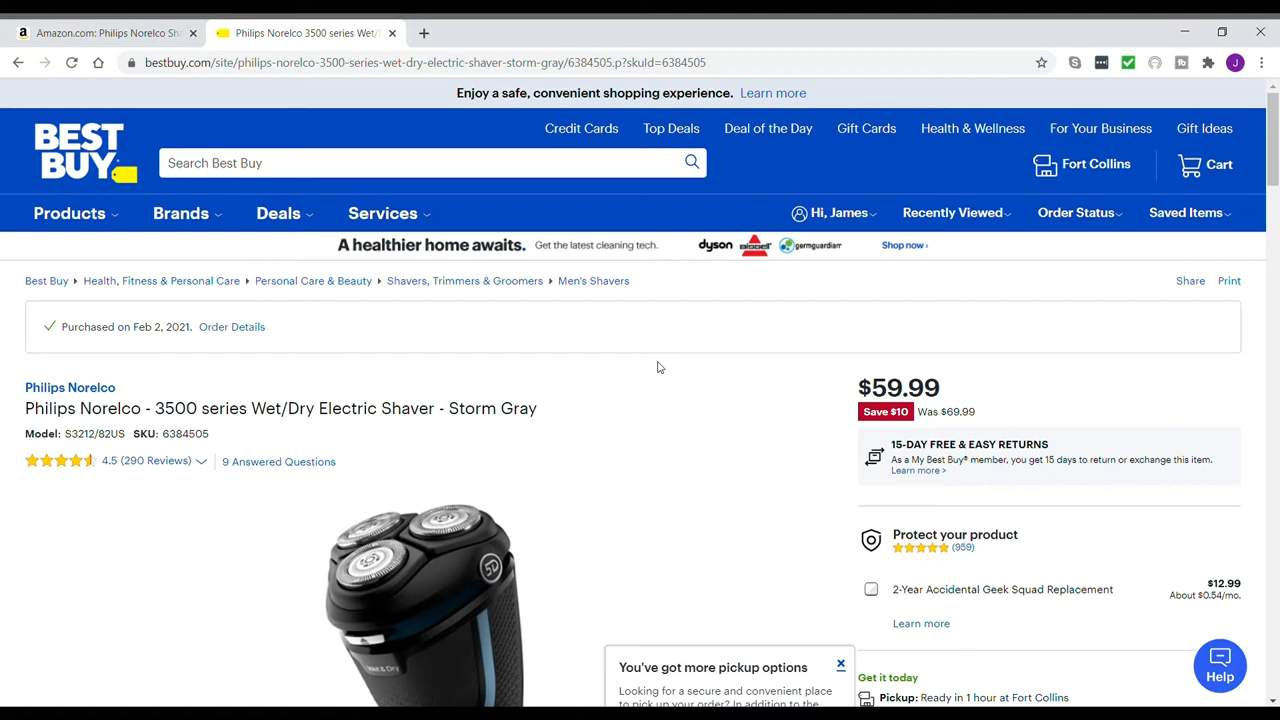 Amazon.com: Philips Norelco Sh
Philips Norelco 3500 series Wet/
bestbuy.com/site/philips-norelco-3500-series-wet-dry-electric-shaver-storm-gray/6384505.p?skuId=6384505
J
Enjoy a safe, convenient shopping experience. Learn more
Credit Cards Top Deals Deal of the Day Gift Cards Health & Wellness For Your Business Gift Ideas
BEST BUY
Search Best Buy
Fort Collins
Cart
Products Brands Deals Services
Hi, James Recently Viewed Order Status Saved Items
A healthier home awaits. Get the latest cleaning tech. dyson BISSELL germguardian Shop now ›
Best Buy Health, Fitness & Personal Care Personal Care & Beauty Shavers, Trimmers & Groomers Men's Shavers
Share Print
Purchased on Feb 2, 2021. Order Details
Philips Norelco
Philips Norelco - 3500 series Wet/Dry Electric Shaver - Storm Gray
Model: S3212/82US SKU: 6384505
4.5 (290 Reviews) 9 Answered Questions
5D
Wet & Dry
$59.99
Save $10 Was $69.99
15-DAY FREE & EASY RETURNS
As a My Best Buy® member, you get 15 days to return or exchange this item.
Learn more >
Protect your product
(959)
2-Year Accidental Geek Squad Replacement
$12.99
About $0.54/mo.
Learn more
You've got more pickup options
Looking for a secure and convenient place
to pick up your order? In addition to the
Get it today
Pickup: Ready in 1 hour at Fort Collins
Help